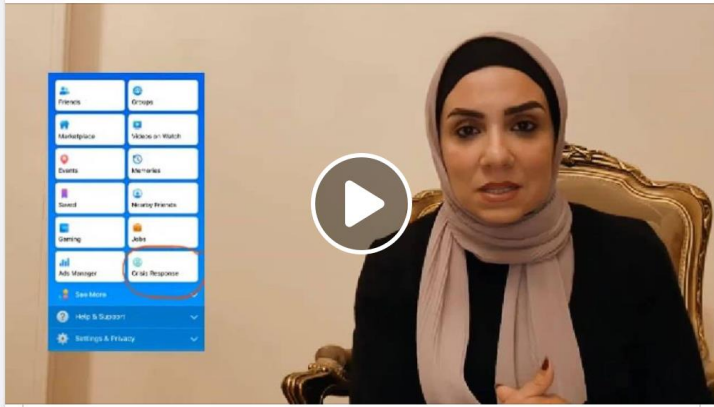 Friends
Groups
Marketplace
Videos on Watch
Events
Memories
Saved
Nearby Friends
Gaming
Jobs
Ads Manager
Crisis Response
See More
Help & Support
Settings & Privacy